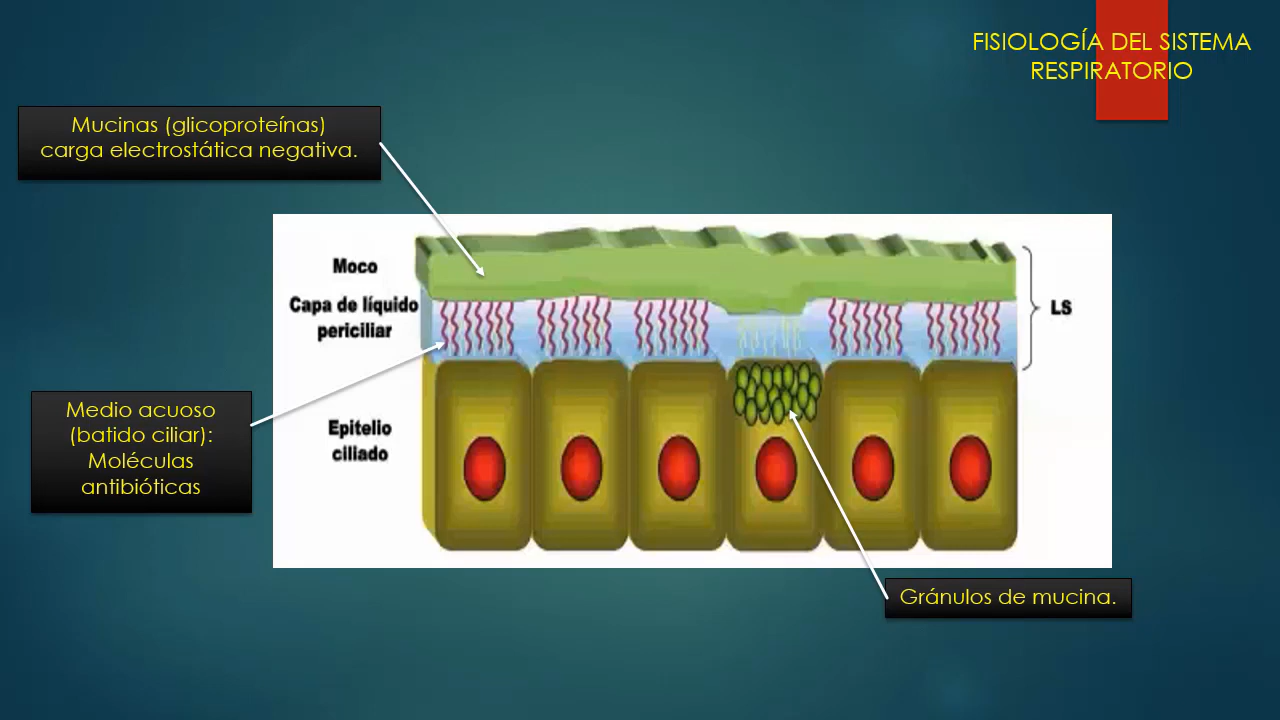 FISIOLOGÍA DEL SISTEMA
RESPIRATORIO
Mucinas (glicoproteínas)
carga electrostática negativa.
Moco
Capa de líquido
periciliar
LS
Medio acuoso
(batido ciliar):
Moléculas
antibióticas
Epitelio
ciliado
Gránulos de mucina.